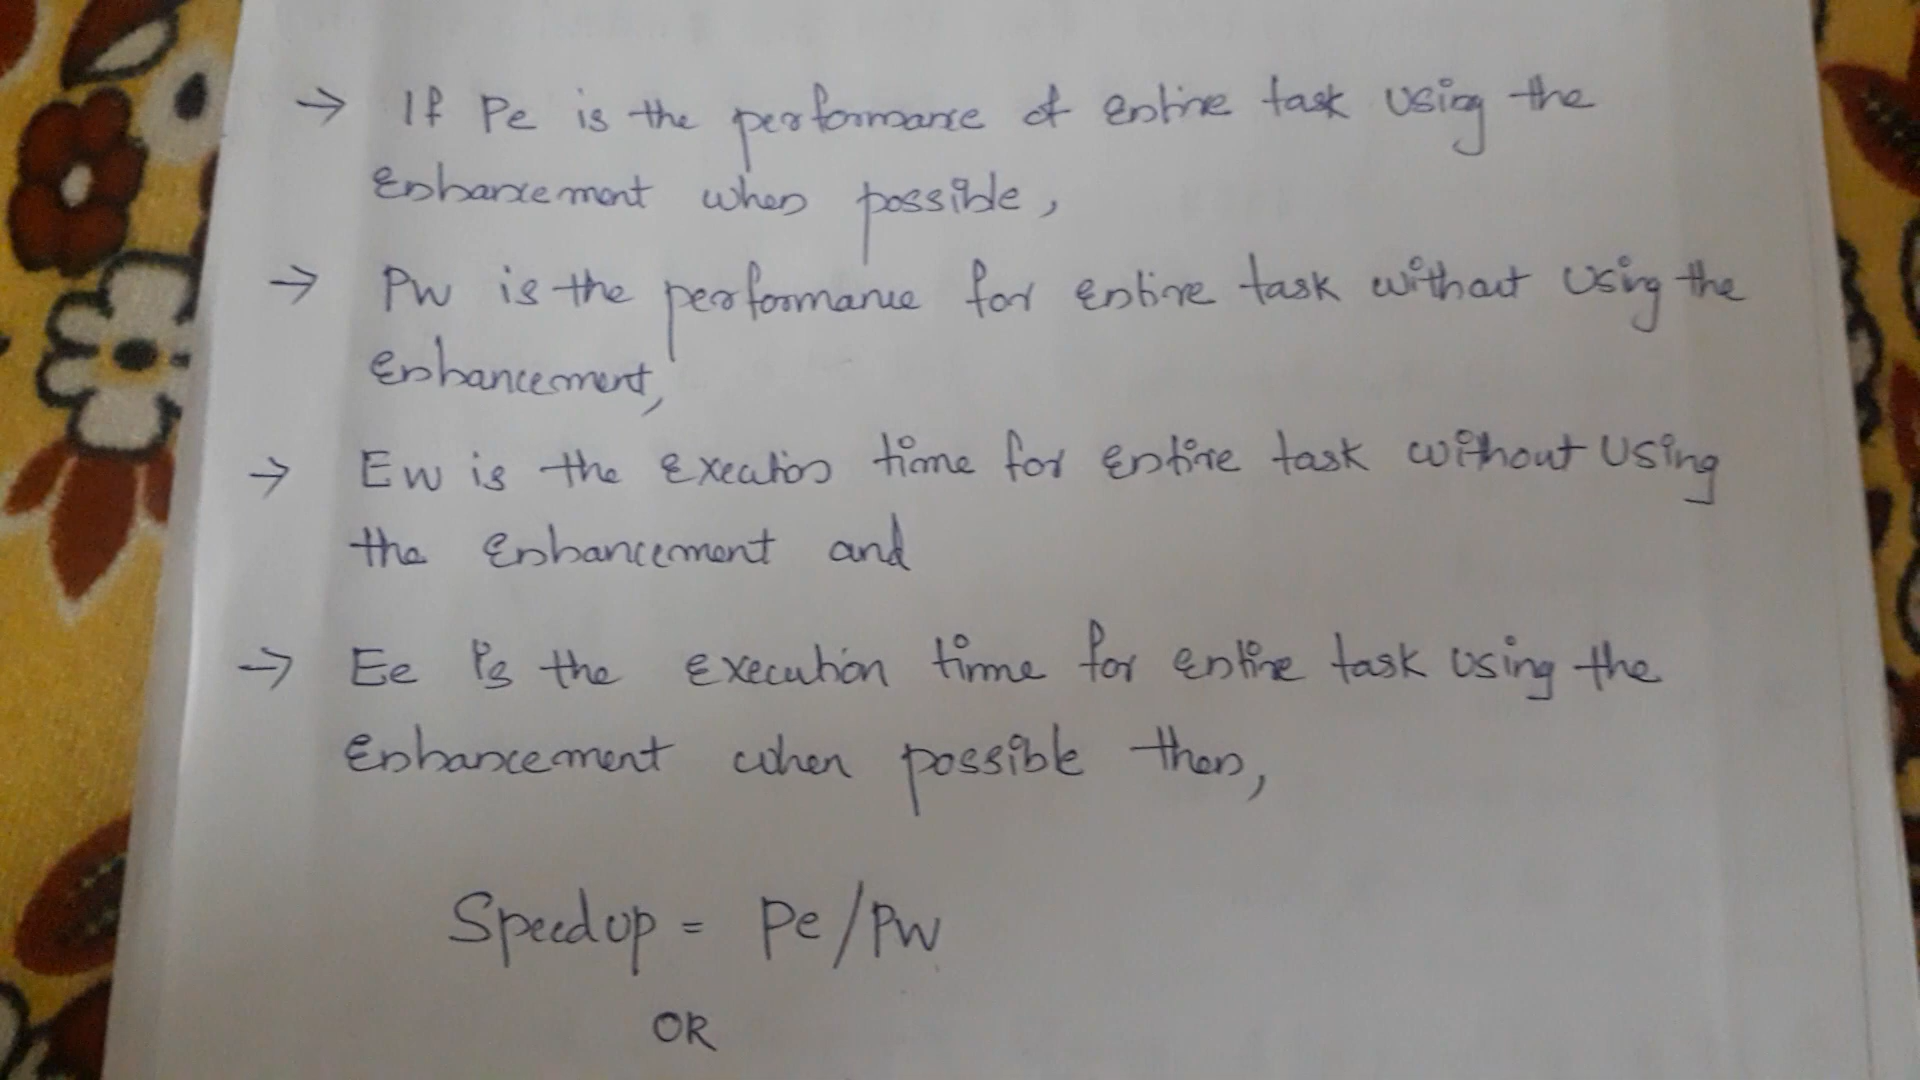 → If Pe is the performance of entire task using the
enhancement when possible,
→ Pw is the performance for entire task without using the
enhancement,
→ Ew is the execution time for entire task without using
the enhancement and
→ Ee is the execution time for entire task using the
enhancement when possible then,
Speedup = Pe/Pw
OR